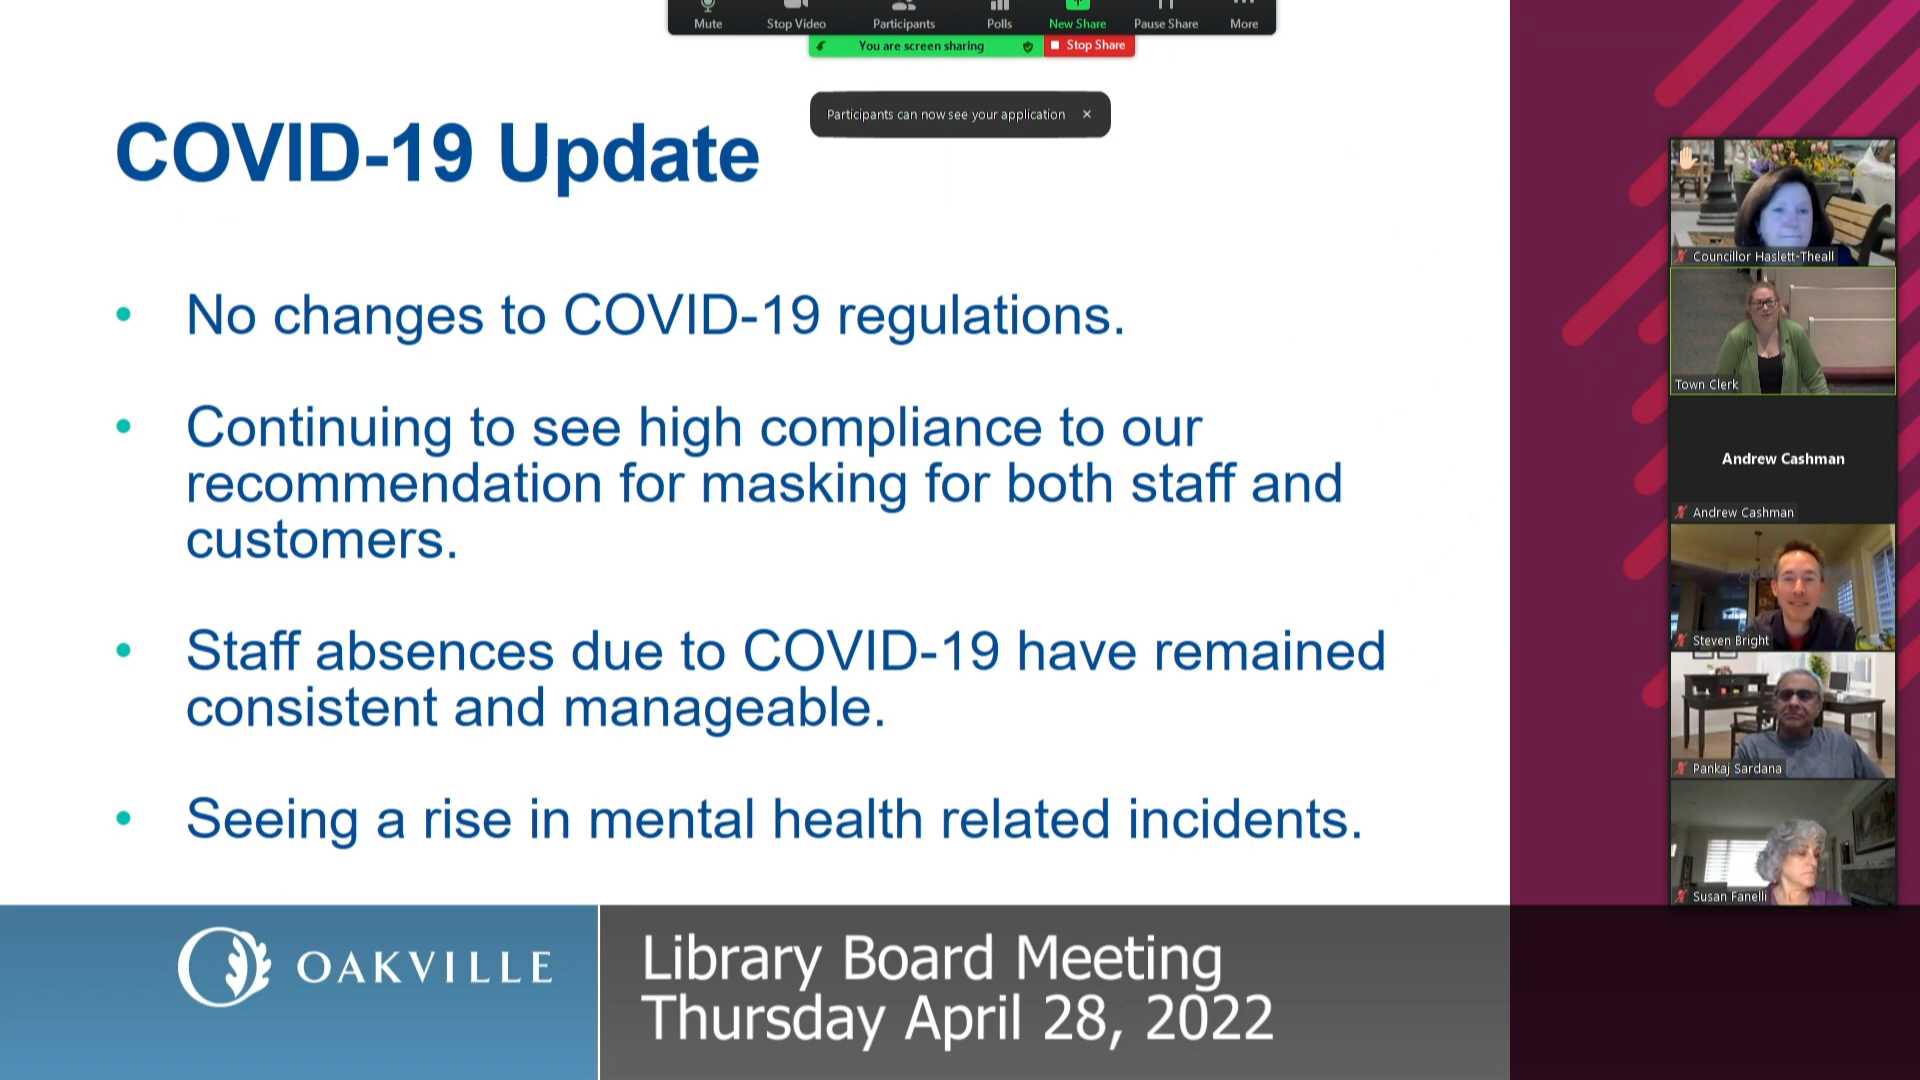 Mute
Stop Video
Participants
Polls
New Share
Pause Share
More
You are screen sharing
Stop Share
Participants can now see your application
COVID-19 Update
• No changes to COVID-19 regulations.
• Continuing to see high compliance to our
recommendation for masking for both staff and
customers.
• Staff absences due to COVID-19 have remained
consistent and manageable.
• Seeing a rise in mental health related incidents.
Councillor Haslett-Theall
Town Clerk
Andrew Cashman
Andrew Cashman
Steven Bright
Pankaj Sardana
Susan Fanelli
OAKVILLE
Library Board Meeting
Thursday April 28, 2022